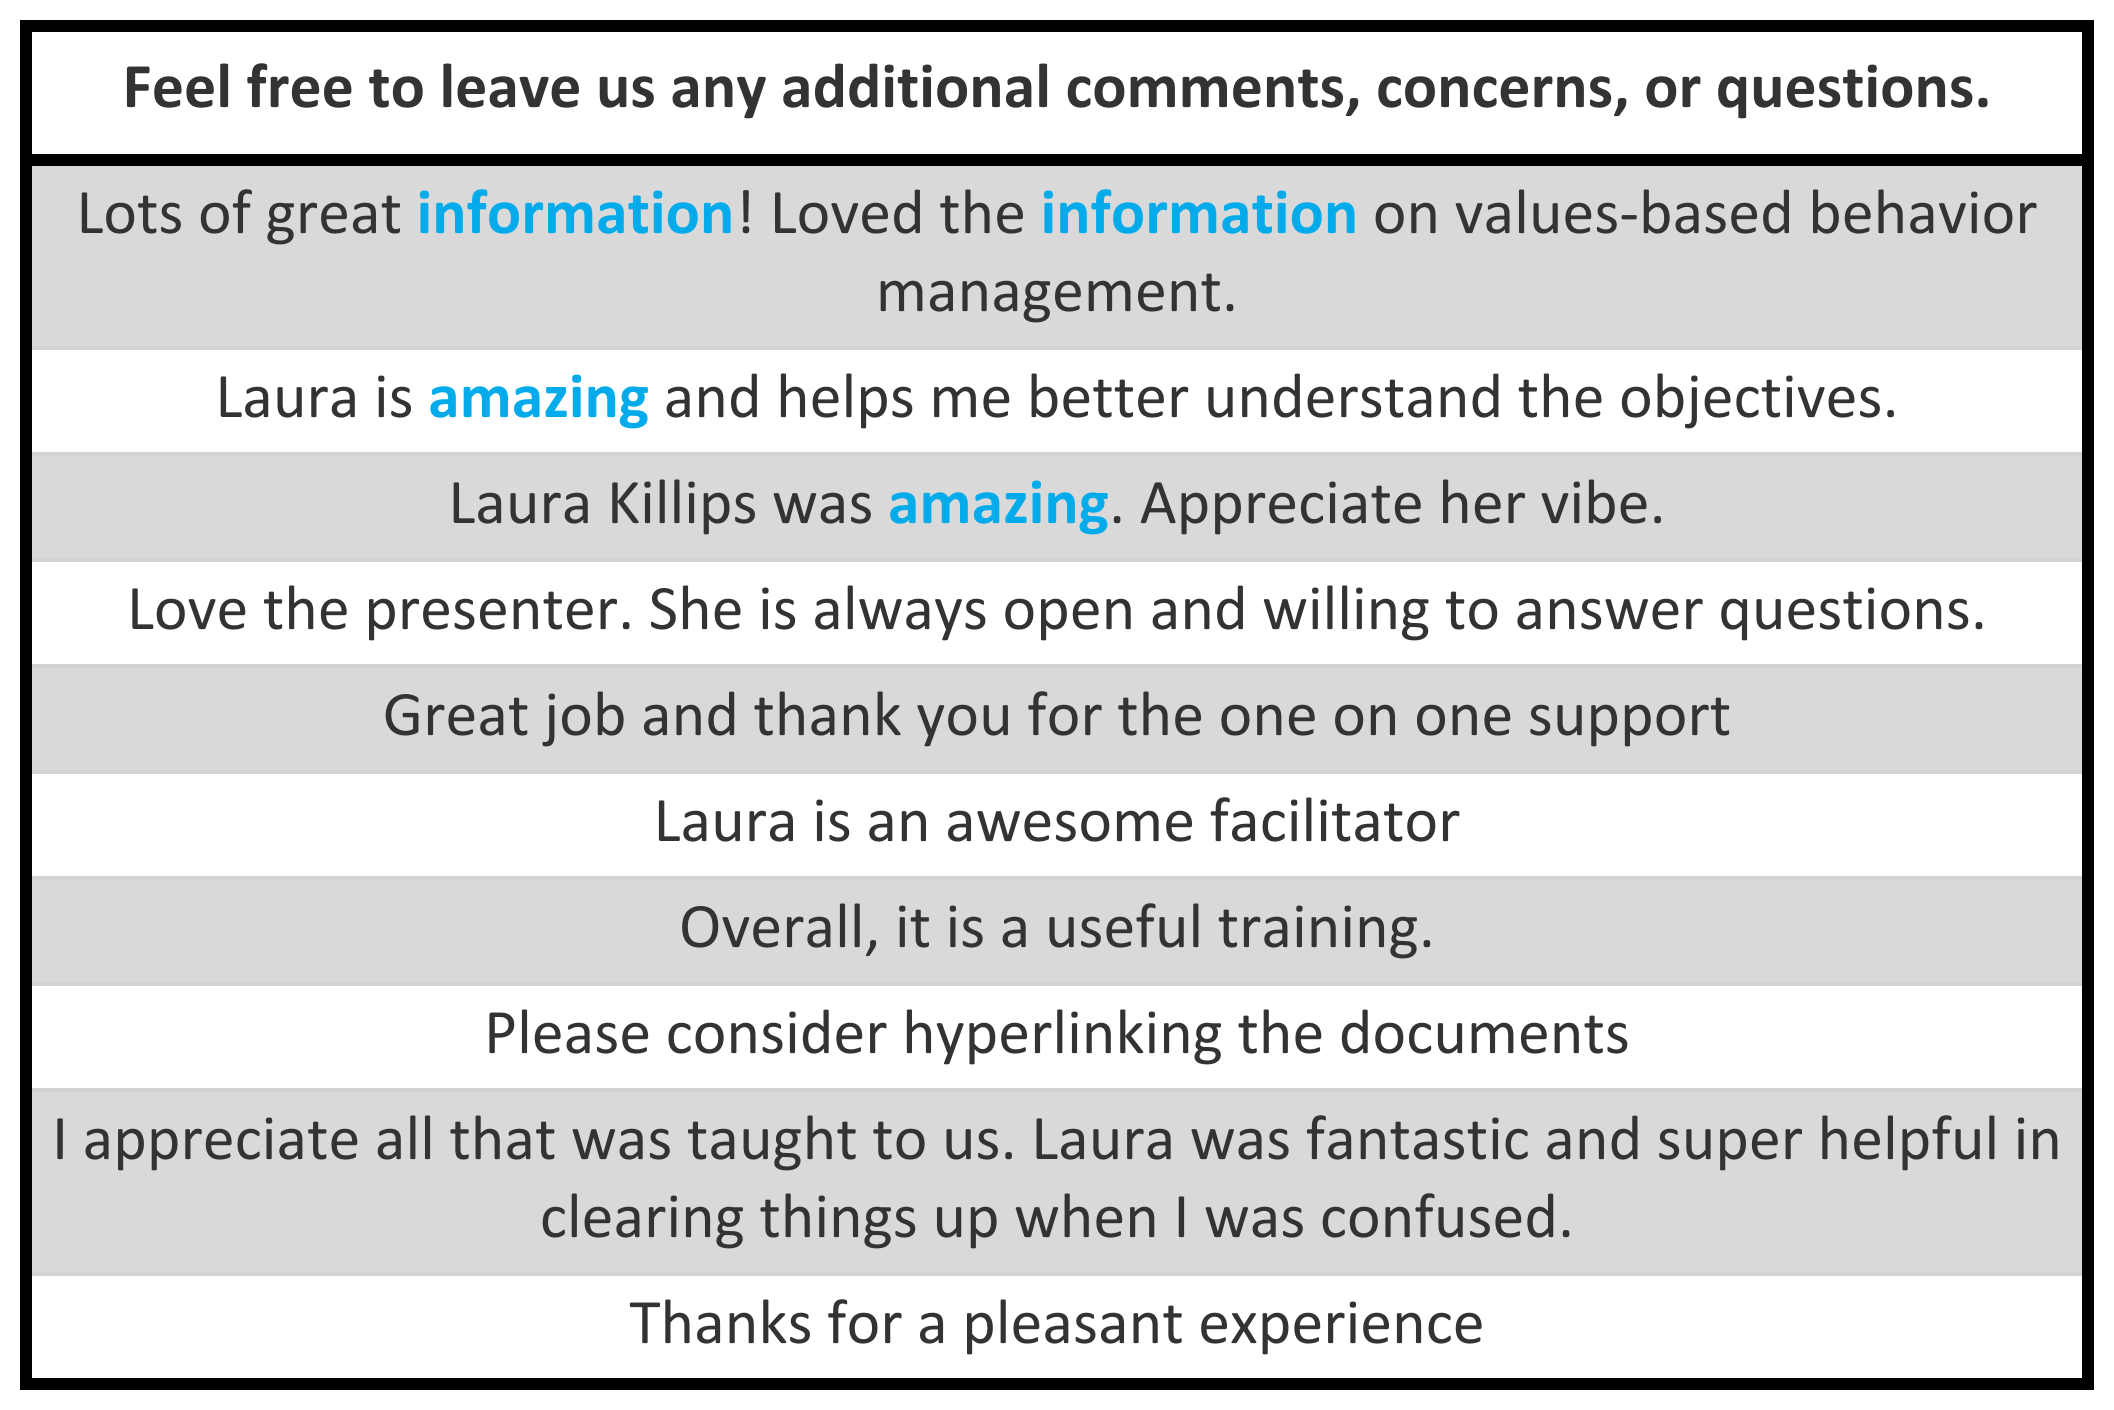 Feel free to leave us any additional comments, concerns, or questions.
Lots of great information! Loved the information on values-based behavior
management.
Laura is amazing and helps me better understand the objectives.
Laura Killips was amazing. Appreciate her vibe.
Love the presenter. She is always open and willing to answer questions.
Great job and thank you for the one on one support
Laura is an awesome facilitator
Overall, it is a useful training.
Please consider hyperlinking the documents
I appreciate all that was taught to us. Laura was fantastic and super helpful in
clearing things up when I was confused.
Thanks for a pleasant experience